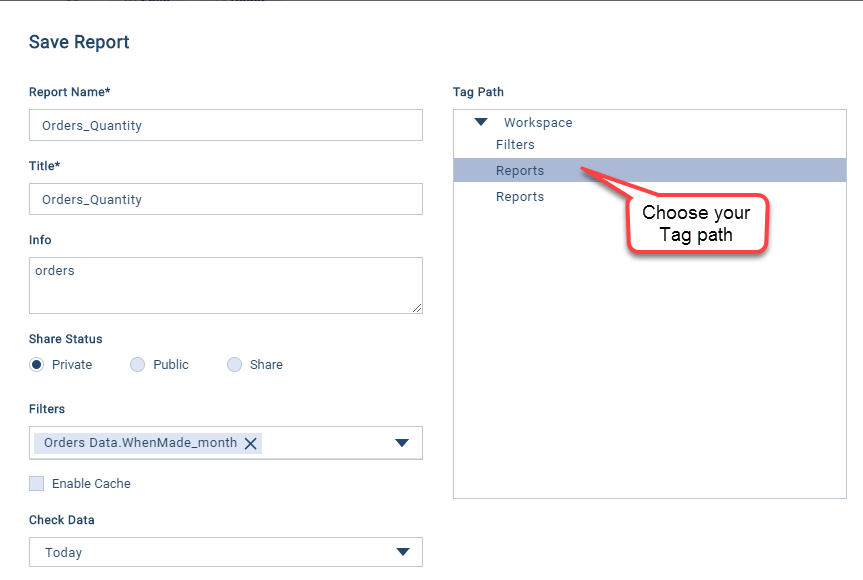 Save Report
Report Name*
Orders_Quantity
Title*
Orders_Quantity
Info
orders
Share Status
Private
Public
Share
Filters
Orders Data.WhenMade_month
Enable Cache
Check Data
Today
Tag Path
Workspace
Filters
Reports
Reports
Choose your
Tag path